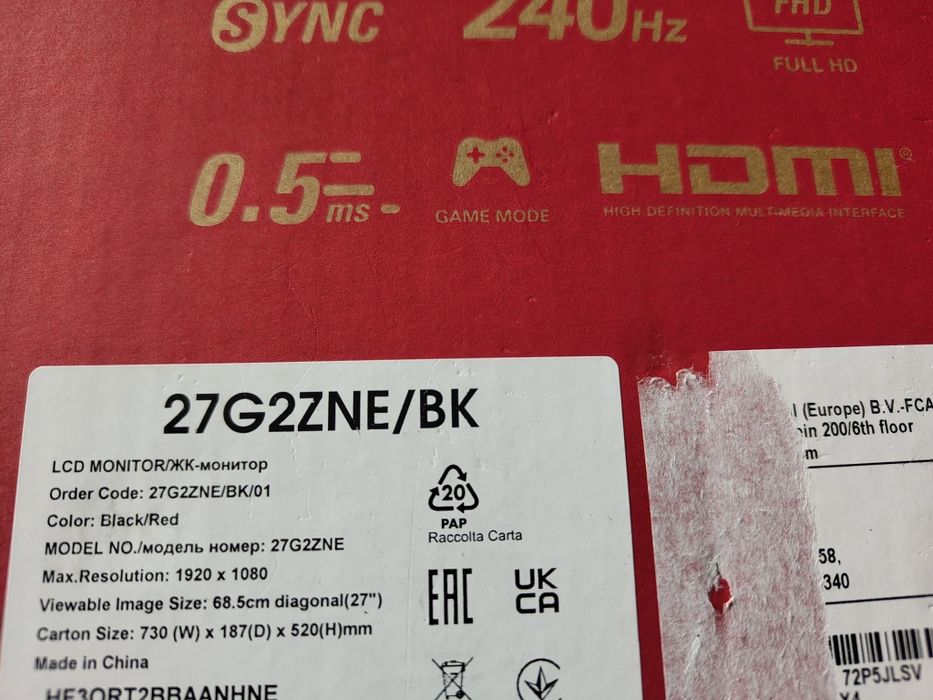 SYNC
240Hz
FHD
FULL HD
0.5ms
GAME MODE
HDMI®
HIGH DEFINITION MULTIMEDIA INTERFACE
27G2ZNE/BK
LCD MONITOR/ЖК-монитор
Order Code: 27G2ZNE/BK/01
Color: Black/Red
MODEL NO./модель номер: 27G2ZNE
Max.Resolution: 1920 x 1080
Viewable Image Size: 68.5cm diagonal(27")
Carton Size: 730 (W) x 187(D) x 520(H)mm
Made in China
HF3QRT2BBAANHNE
20
PAP
Raccolta Carta
EAC
UK
CA
(Europe) B.V.-FCA
200/6th floor
58,
340
72P5JLSV